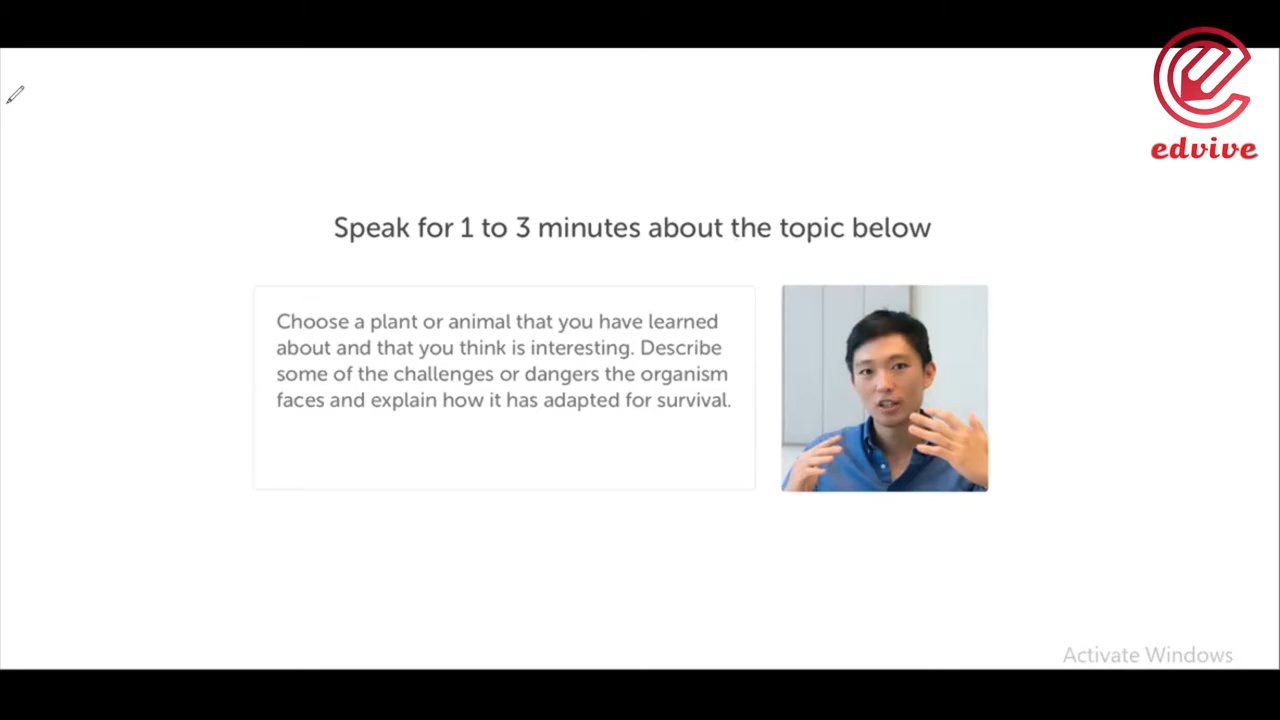 edvive
Speak for 1 to 3 minutes about the topic below
Choose a plant or animal that you have learned
about and that you think is interesting. Describe
some of the challenges or dangers the organism
faces and explain how it has adapted for survival.
Activate Windows